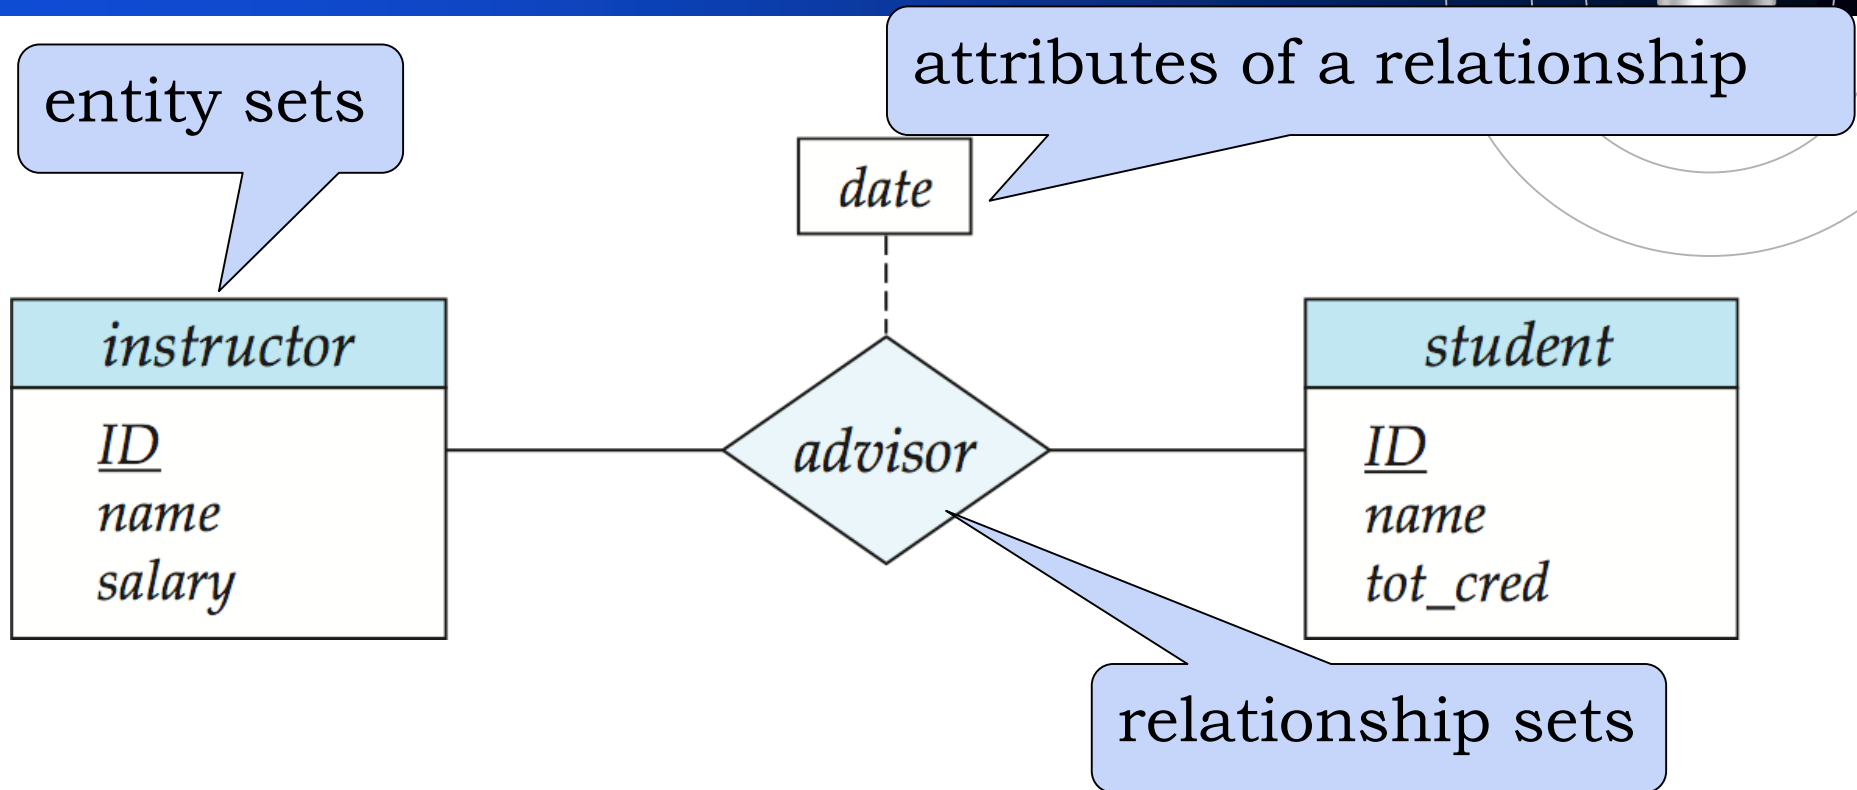 attributes of a relationship
entity sets
date
instructor
ID
name
salary
advisor
student
ID
name
tot_cred
relationship sets